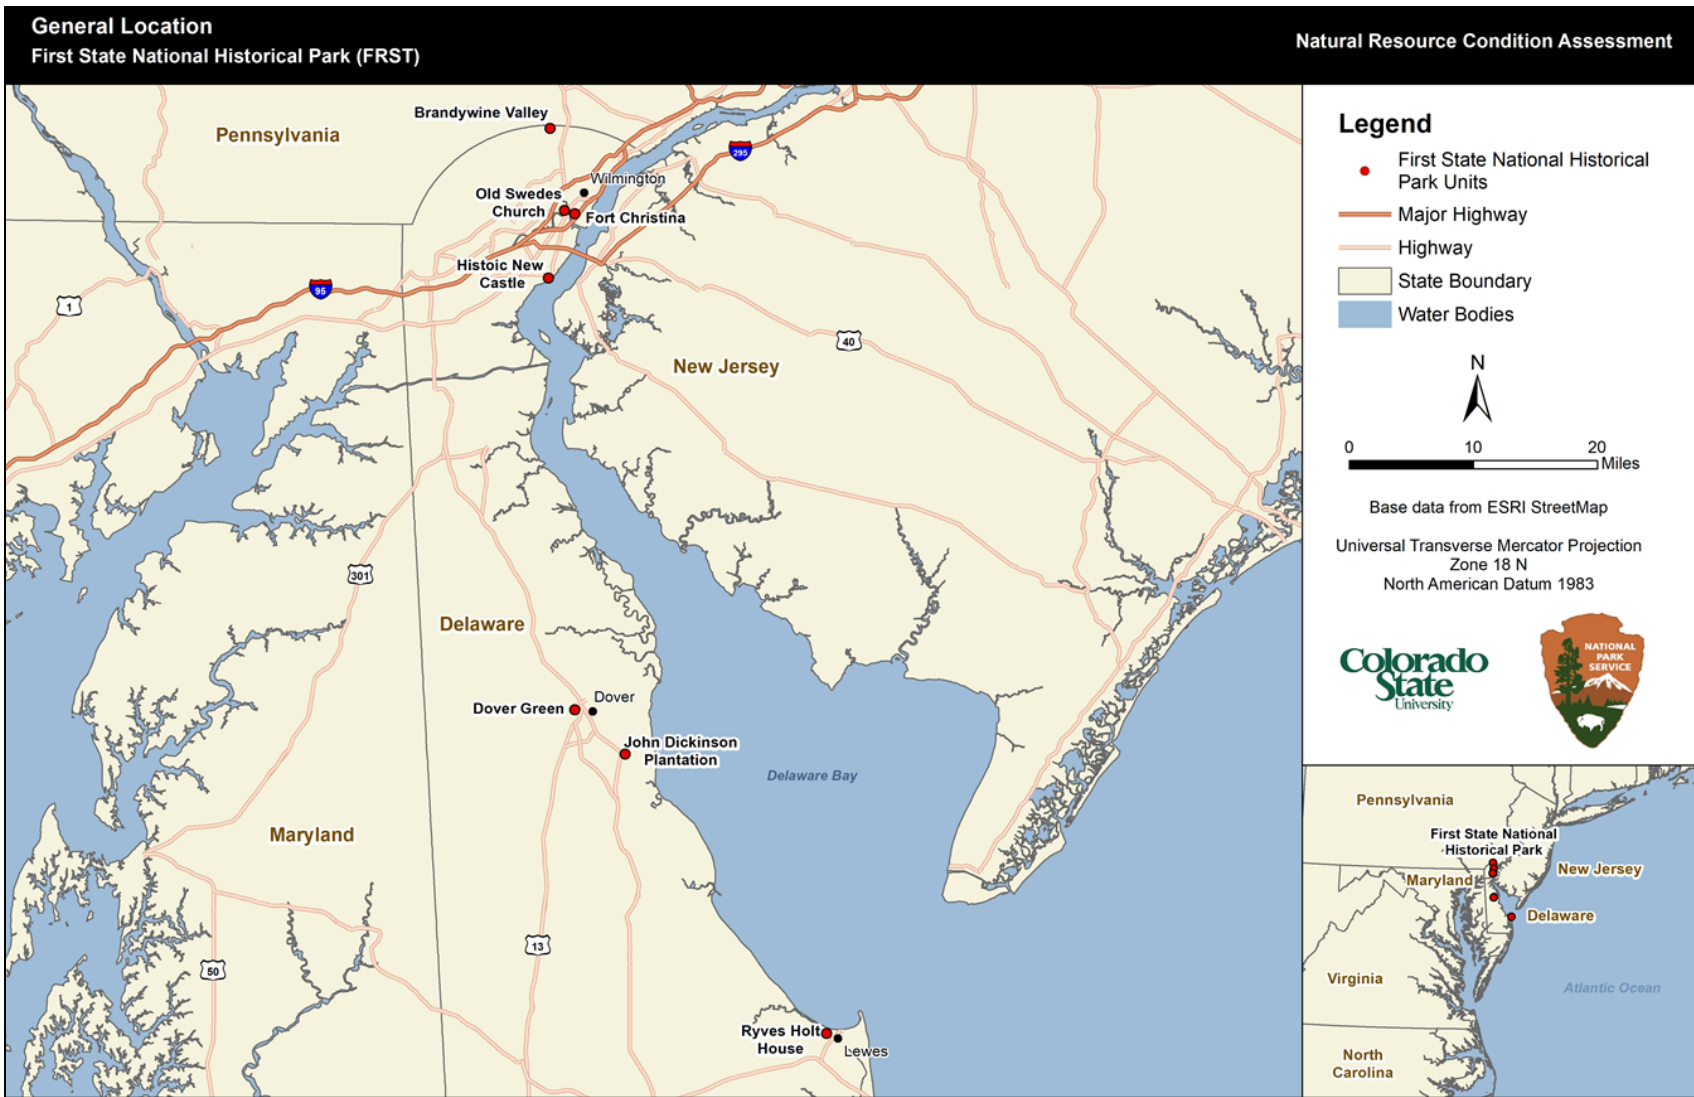 General Location
First State National Historical Park (FRST)
Natural Resource Condition Assessment
Brandywine Valley
Pennsylvania
295
Wilmington
Old Swedes
Church
Fort Christina
Histoic New
Castle
95
1
40
New Jersey
301
Delaware
Dover
Dover Green
John Dickinson
Plantation
Delaware Bay
Maryland
13
50
Ryves Holt
House
Lewes
Legend
First State National Historical
Park Units
Major Highway
Highway
State Boundary
Water Bodies
N
0
10
20
Miles
Base data from ESRI StreetMap
Universal Transverse Mercator Projection
Zone 18 N
North American Datum 1983
Colorado
State
University
NATIONAL
PARK
SERVICE
Pennsylvania
First State National
Historical Park
New Jersey
Maryland
Delaware
Virginia
Atlantic Ocean
North
Carolina